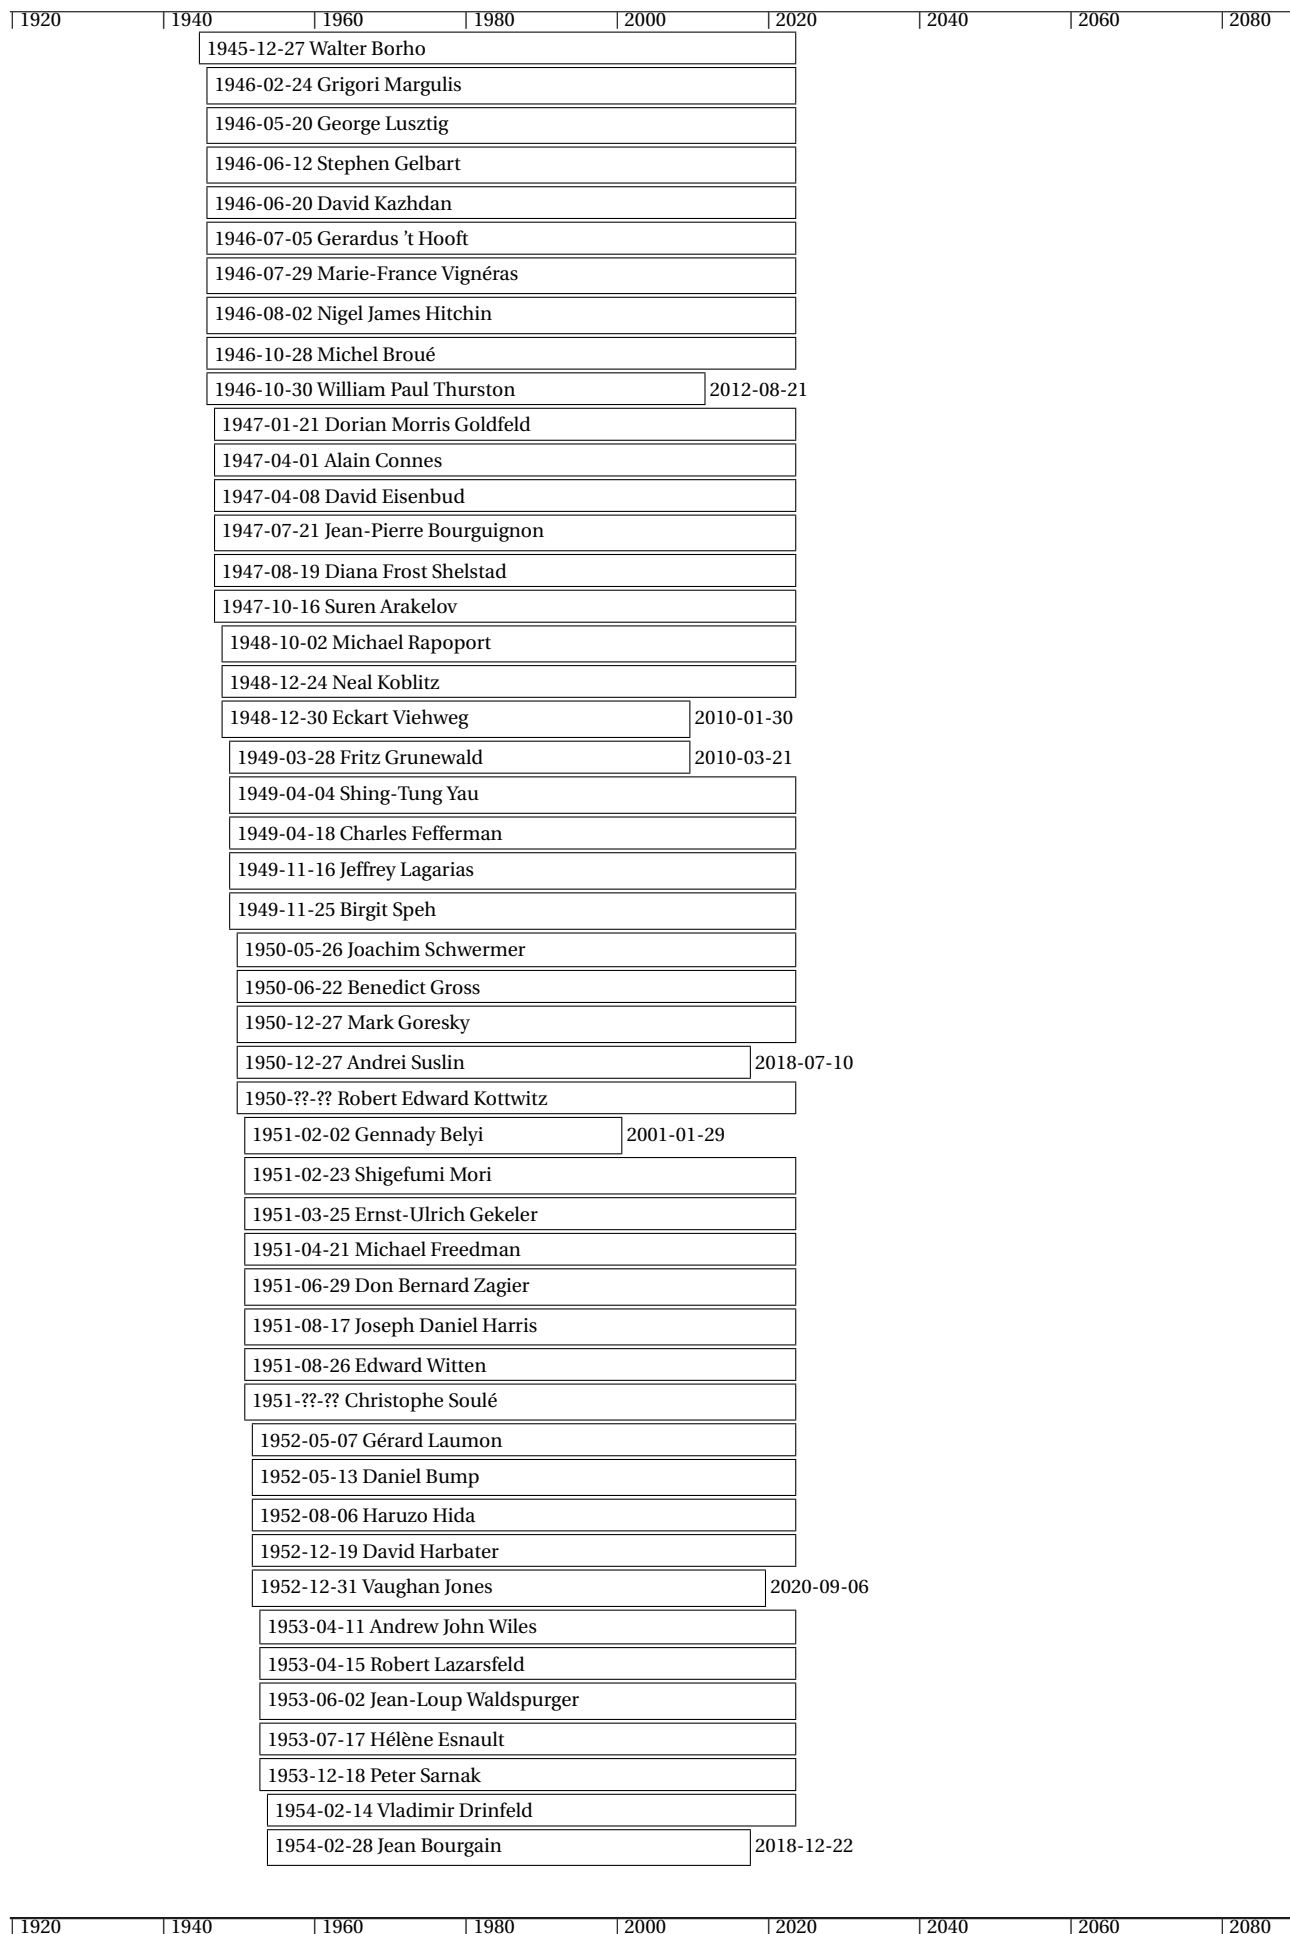 | 1920 | 1940 | 1960 | 1980 | 2000 | 2020 | 2040 | 2060 | 2080
1945-12-27 Walter Borho
1946-02-24 Grigori Margulis
1946-05-20 George Lusztig
1946-06-12 Stephen Gelbart
1946-06-20 David Kazhdan
1946-07-05 Gerardus ’t Hooft
1946-07-29 Marie-France Vignéras
1946-08-02 Nigel James Hitchin
1946-10-28 Michel Broué
1946-10-30 William Paul Thurston 2012-08-21
1947-01-21 Dorian Morris Goldfeld
1947-04-01 Alain Connes
1947-04-08 David Eisenbud
1947-07-21 Jean-Pierre Bourguignon
1947-08-19 Diana Frost Shelstad
1947-10-16 Suren Arakelov
1948-10-02 Michael Rapoport
1948-12-24 Neal Koblitz
1948-12-30 Eckart Viehweg 2010-01-30
1949-03-28 Fritz Grunewald 2010-03-21
1949-04-04 Shing-Tung Yau
1949-04-18 Charles Fefferman
1949-11-16 Jeffrey Lagarias
1949-11-25 Birgit Speh
1950-05-26 Joachim Schwermer
1950-06-22 Benedict Gross
1950-12-27 Mark Goresky
1950-12-27 Andrei Suslin 2018-07-10
1950-??-?? Robert Edward Kottwitz
1951-02-02 Gennady Belyi 2001-01-29
1951-02-23 Shigefumi Mori
1951-03-25 Ernst-Ulrich Gekeler
1951-04-21 Michael Freedman
1951-06-29 Don Bernard Zagier
1951-08-17 Joseph Daniel Harris
1951-08-26 Edward Witten
1951-??-?? Christophe Soulé
1952-05-07 Gérard Laumon
1952-05-13 Daniel Bump
1952-08-06 Haruzo Hida
1952-12-19 David Harbater
1952-12-31 Vaughan Jones 2020-09-06
1953-04-11 Andrew John Wiles
1953-04-15 Robert Lazarsfeld
1953-06-02 Jean-Loup Waldspurger
1953-07-17 Hélène Esnault
1953-12-18 Peter Sarnak
1954-02-14 Vladimir Drinfeld
1954-02-28 Jean Bourgain 2018-12-22
| 1920 | 1940 | 1960 | 1980 | 2000 | 2020 | 2040 | 2060 | 2080